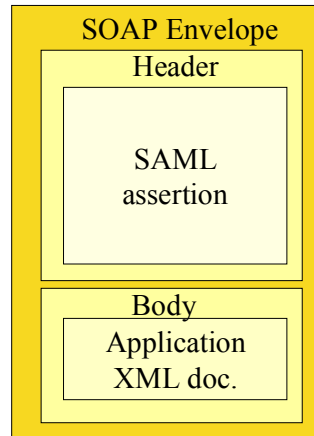 SOAP Envelope
Header
SAML
assertion
Body
Application
XML doc.